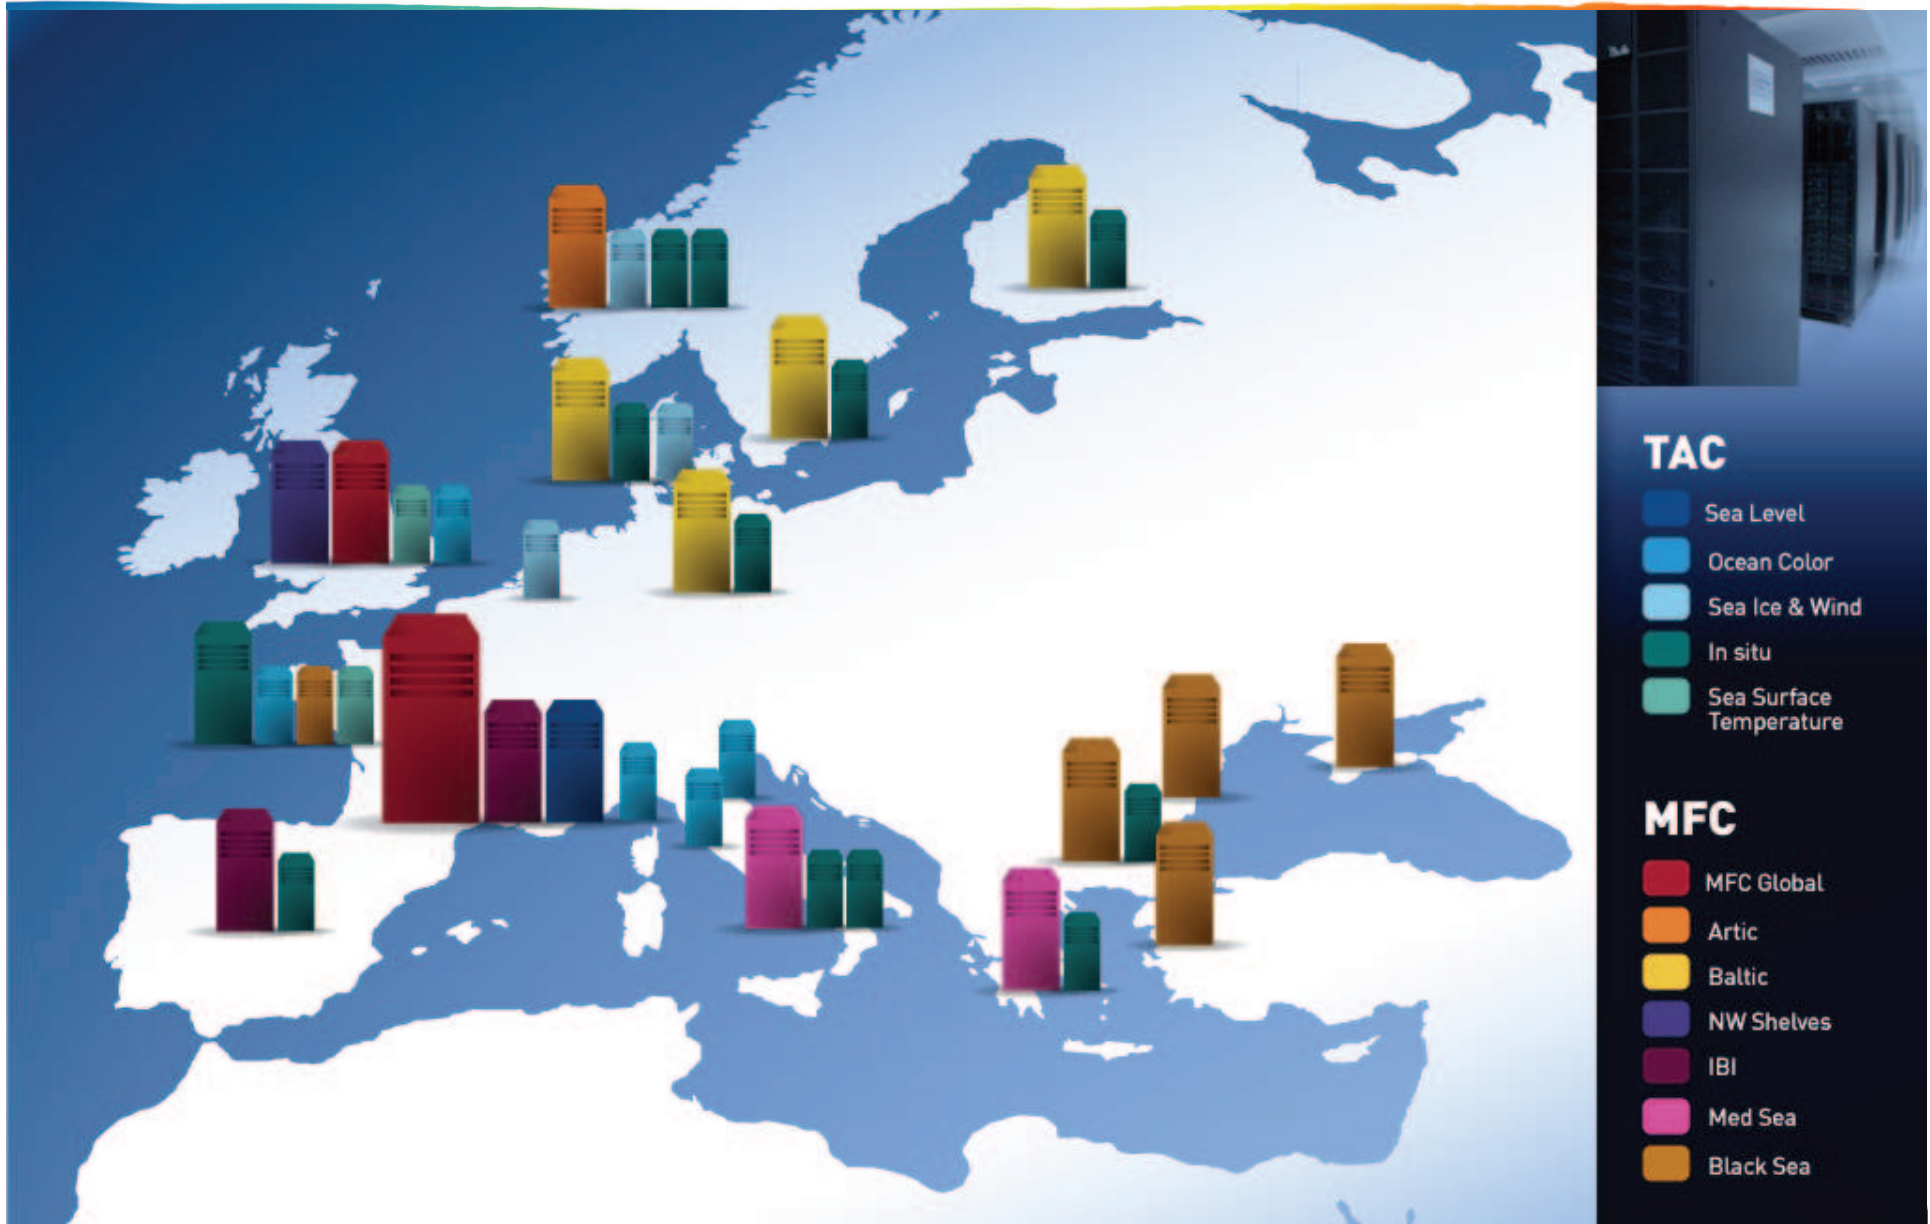 TAC
Sea Level
Ocean Color
Sea Ice & Wind
In situ
Sea Surface
Temperature
MFC
MFC Global
Artic
Baltic
NW Shelves
IBI
Med Sea
Black Sea